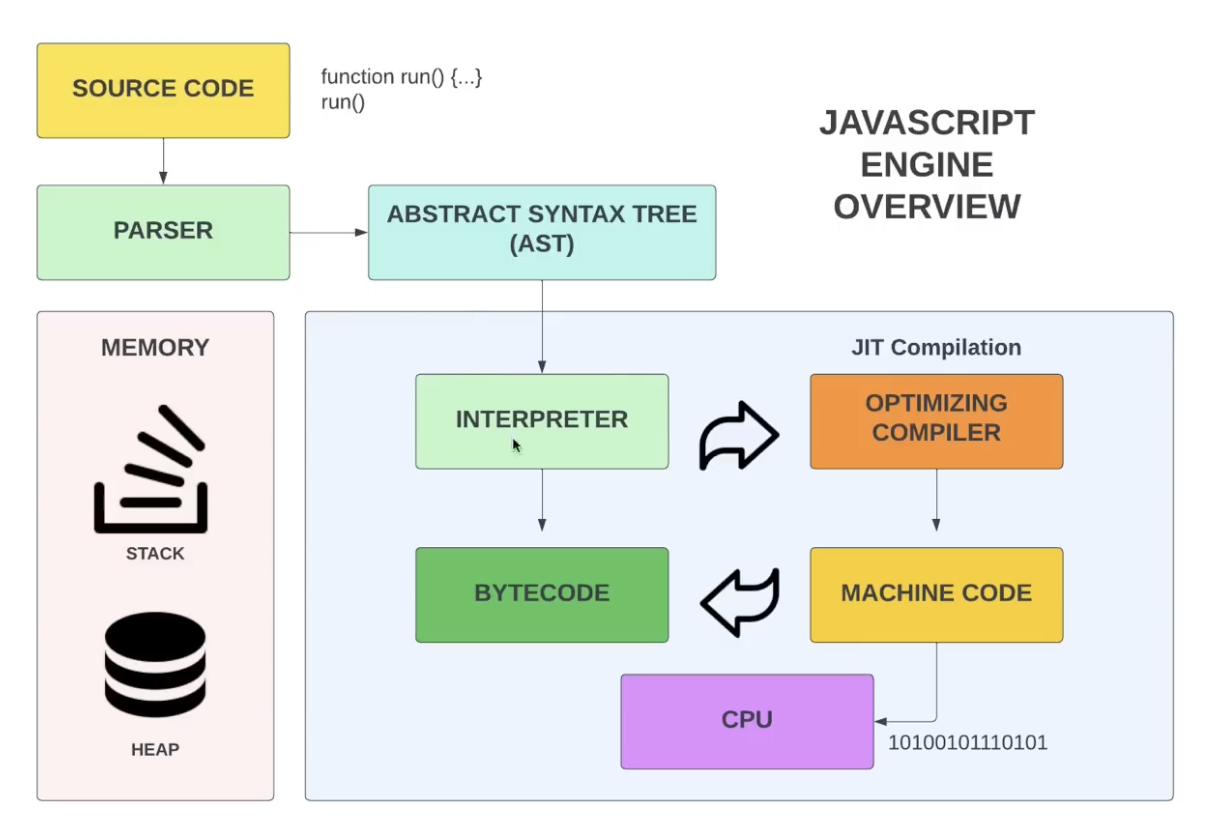 SOURCE CODE
function run() {...}
run()
JAVASCRIPT
ENGINE
OVERVIEW
PARSER
ABSTRACT SYNTAX TREE
(AST)
MEMORY
STACK
HEAP
JIT Compilation
INTERPRETER
OPTIMIZING
COMPILER
BYTECODE
MACHINE CODE
CPU
10100101110101